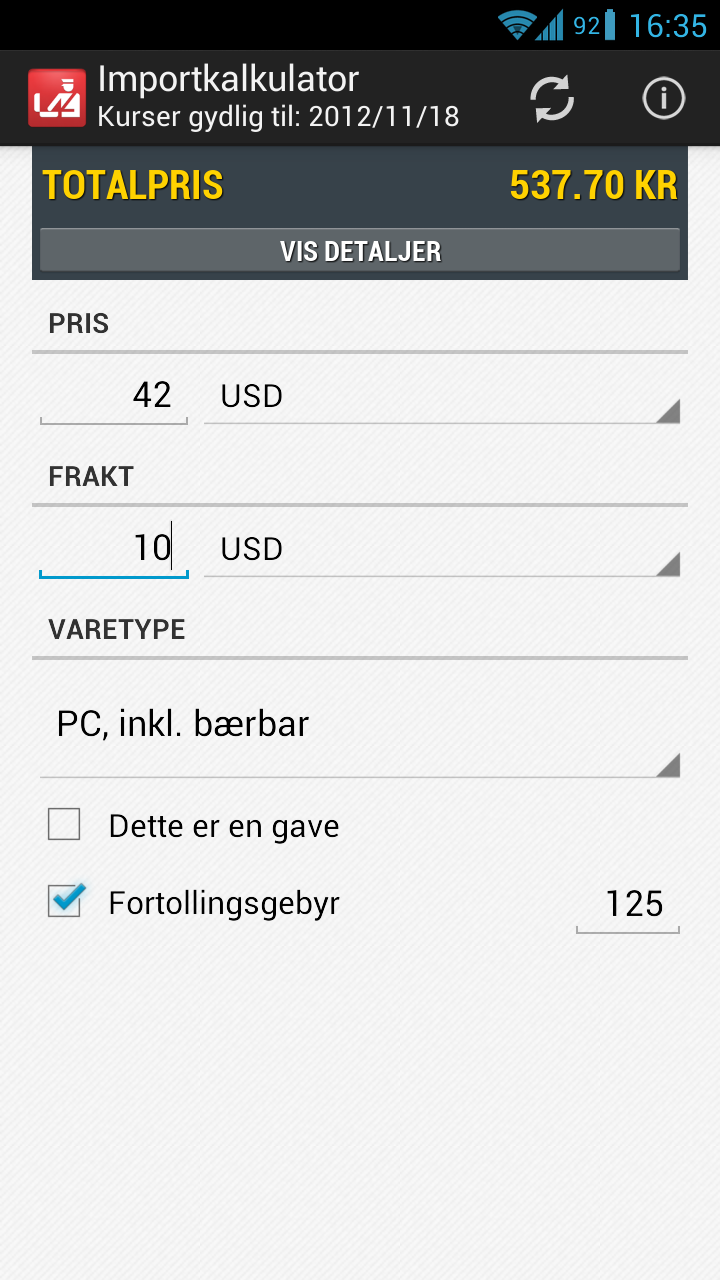 92 16:35
Importkalkulator
Kurser gydlig til: 2012/11/18
TOTALPRIS 537.70 KR
VIS DETALJER
PRIS
42 USD
FRAKT
10 USD
VARETYPE
PC, inkl. bærbar
Dette er en gave
Fortollingsgebyr 125